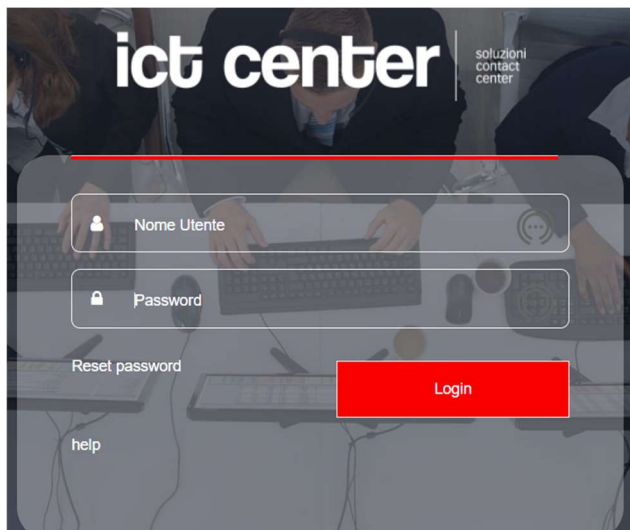 ict center
soluzioni
contact
center
Nome Utente
Password
Reset password
Login
help